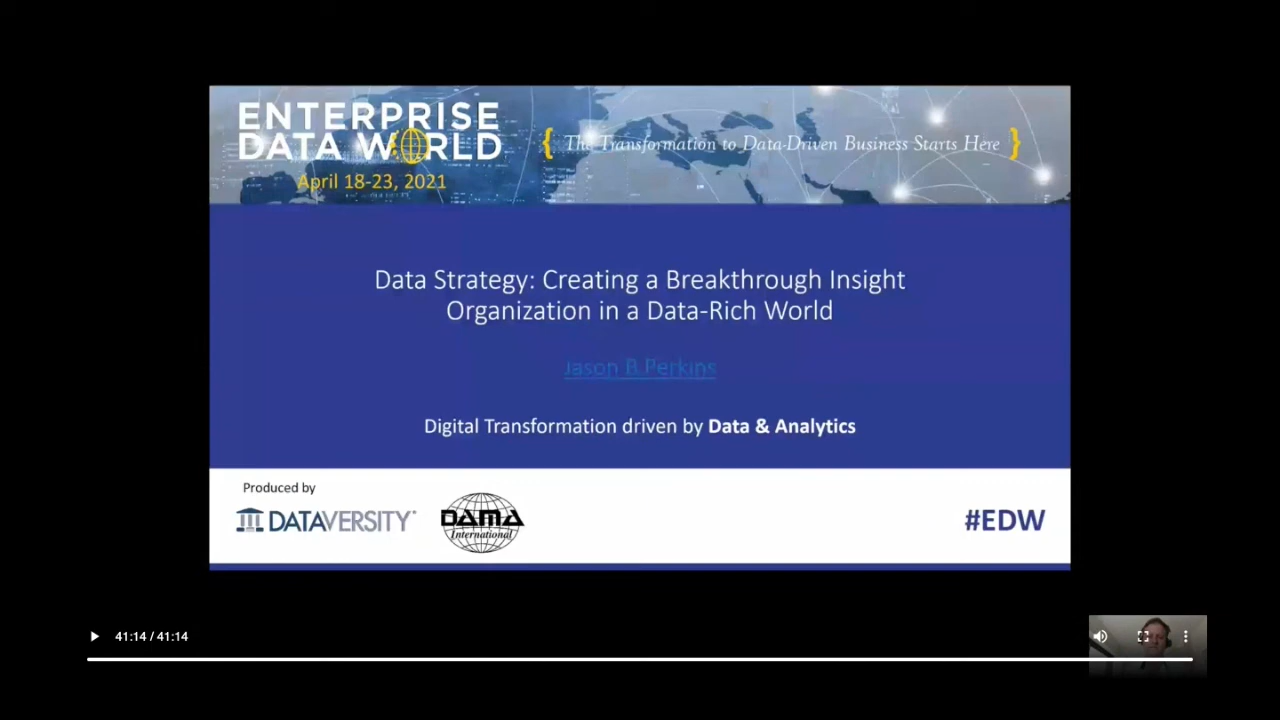 ENTERPRISE
DATA WORLD
{ The Transformation to Data-Driven Business Starts Here }
April 18-23, 2021
Data Strategy: Creating a Breakthrough Insight
Organization in a Data-Rich World
Jason B Perkins
Digital Transformation driven by Data & Analytics
Produced by
DATAVERSITY
DAMA
International
#EDW
41:14 / 41:14